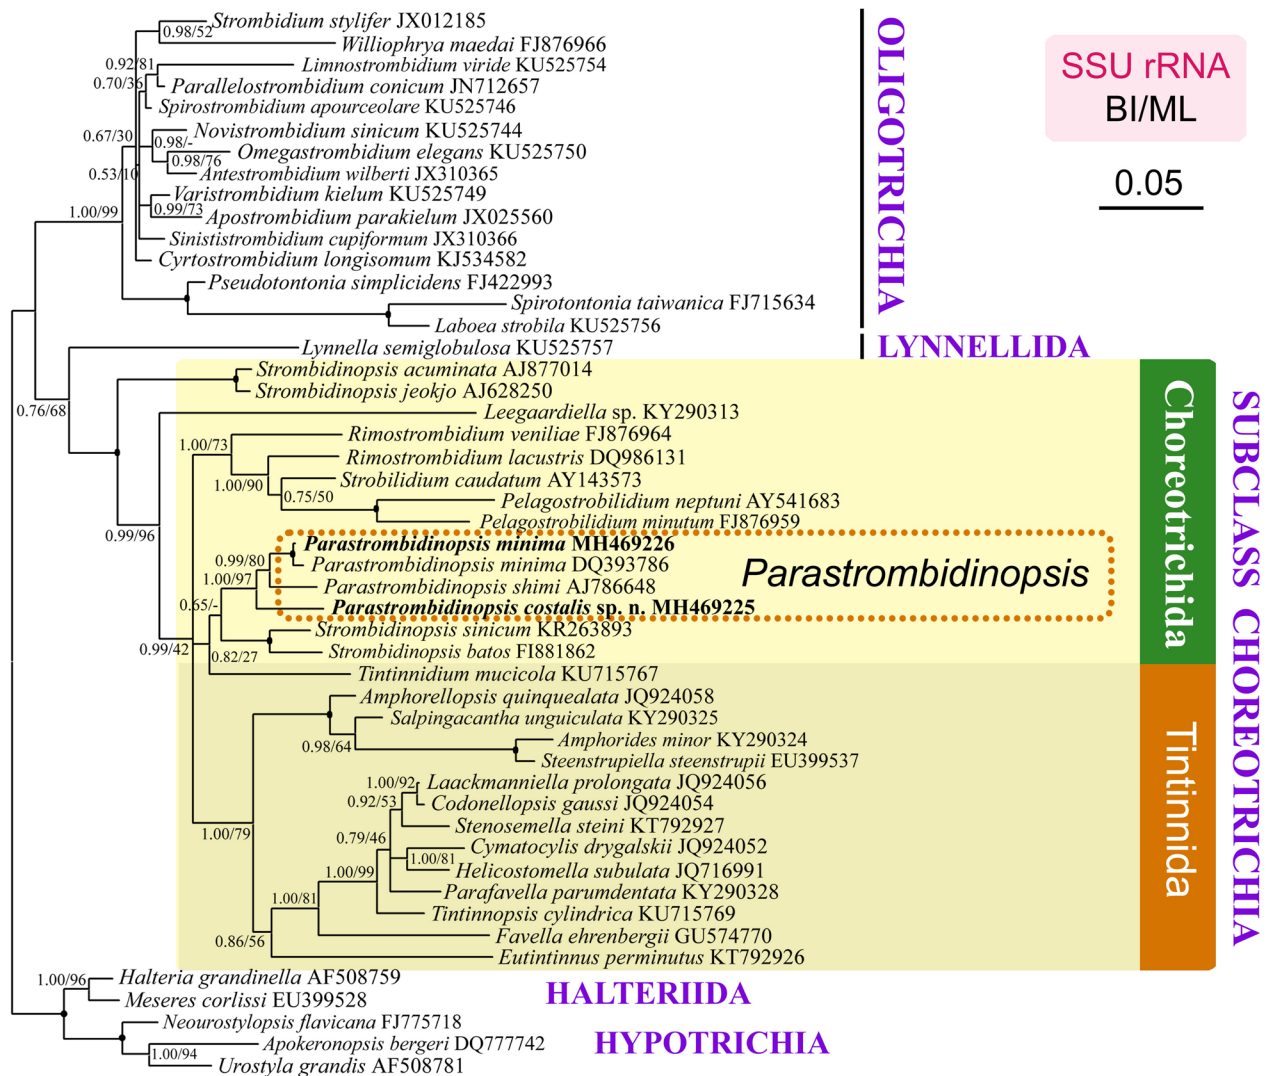 Strombidium stylifer JX012185
0.98/52
Williophrya maedai FJ876966
0.92/81
Limnostrombidium viride KU525754
0.70/36
Parallelostrombidium conicum JN712657
Spirostrombidium apourceolare KU525746
Novistrombidium sinicum KU525744
0.67/30
0.98/-
Omegastrombidium elegans KU525750
0.98/76
Antestrombidium wilberti JX310365
0.53/10
Varistrombidium kielum KU525749
0.99/73
Apostrombidium parakielum JX025560
1.00/99
Sinististrombidium cupiformum JX310366
Cyrtostrombidium longisomum KJ534582
Pseudotontonia simplicidens FJ422993
Spirotontonia taiwanica FJ715634
Laboea strobila KU525756
OLIGOTRICHIA
SSU rRNA
BI/ML
0.05
Lynnella semiglobulosa KU525757
LYNNELLIDA
Strombidinopsis acuminata AJ877014
Strombidinopsis jeokjo AJ628250
0.76/68
Leegaardiella sp. KY290313
Rimostrombidium veniliae FJ876964
1.00/73
Rimostrombidium lacustris DQ986131
Strobilidium caudatum AY143573
1.00/90
0.75/50
Pelagostrobilidium neptuni AY541683
Pelagostrobilidium minutum FJ876959
0.99/96
Parastrombidinopsis minima MH469226
0.99/80
Parastrombidinopsis minima DQ393786
1.00/97
Parastrombidinopsis shimi AJ786648
Parastrombidinopsis
0.65/-
Parastrombidinopsis costalis sp. n. MH469225
Strombidinopsis sinicum KR263893
0.99/42
Strombidinopsis batos FI881862
0.82/27
Tintinnidium mucicola KU715767
Choreotrichida
SUBCLASS CHOREOTRICHIA
Amphorellopsis quinquealata JQ924058
Salpingacantha unguiculata KY290325
Amphorides minor KY290324
0.98/64
Steenstrupiella steenstrupii EU399537
Laackmanniella prolongata JQ924056
1.00/92
Codonellopsis gaussi JQ924054
0.92/53
Stenosemella steini KT792927
1.00/79
0.79/46
Cymatocylis drygalskii JQ924052
1.00/81
Helicostomella subulata JQ716991
1.00/99
Parafavella parumdentata KY290328
1.00/81
Tintinnopsis cylindrica KU715769
Favella ehrenbergii GU574770
0.86/56
Eutintinnus perminutus KT792926
Tintinnida
Halteria grandinella AF508759
1.00/96
Meseres corlissi EU399528
HALTERIIDA
Neourostylopsis flavicana FJ775718
Apokeronopsis bergeri DQ777742
HYPOTRICHIA
1.00/94
Urostyla grandis AF508781